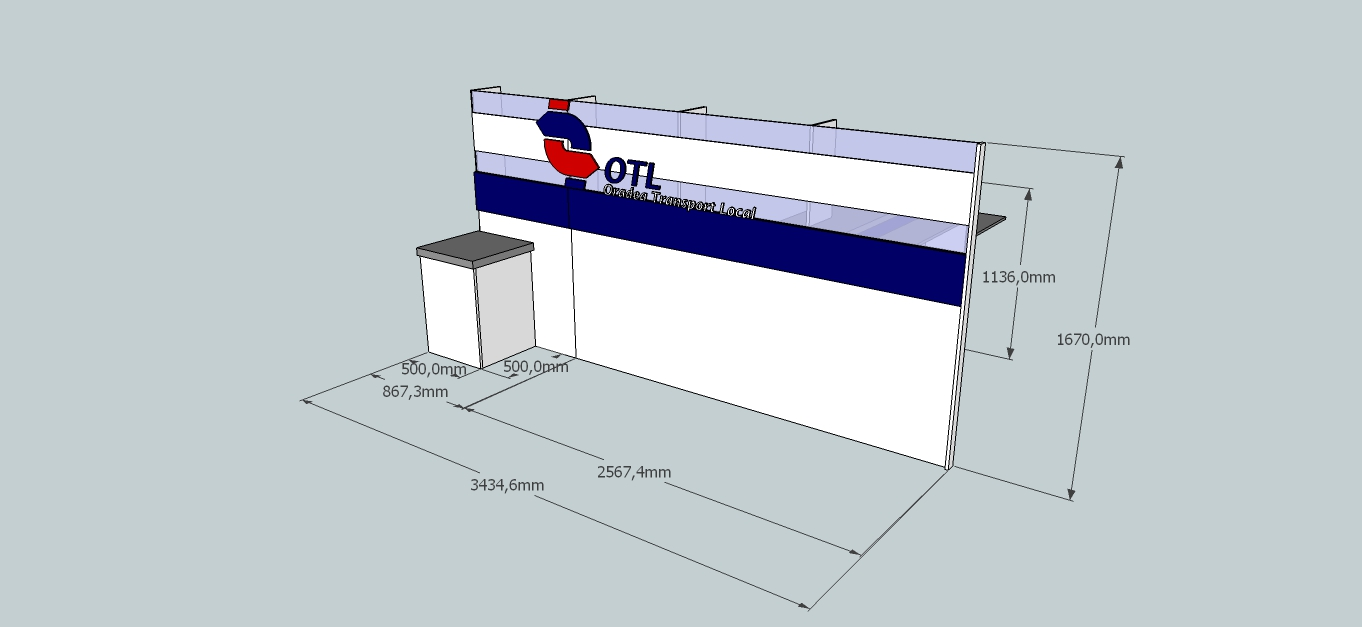 OTL
Oradea Transport Local
1136,0mm
1670,0mm
500,0mm
500,0mm
867,3mm
2567,4mm
3434,6mm